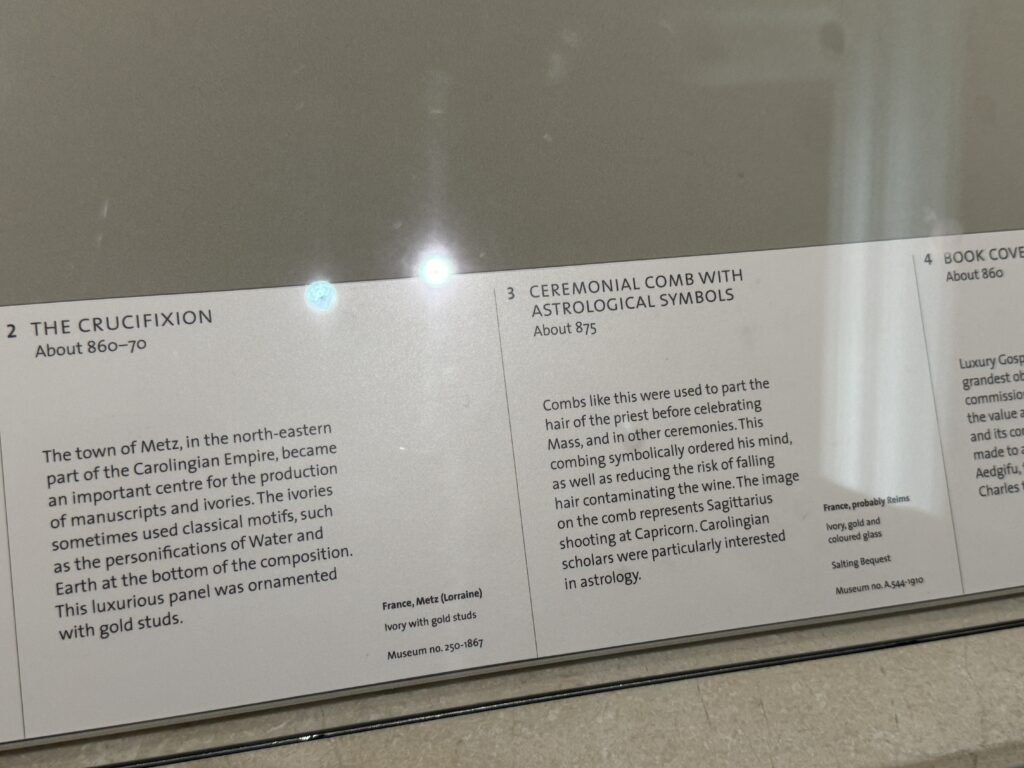 2 THE CRUCIFIXION
About 860–70
The town of Metz, in the north-eastern
part of the Carolingian Empire, became
an important centre for the production
of manuscripts and ivories. The ivories
sometimes used classical motifs, such
as the personifications of Water and
Earth at the bottom of the composition.
This luxurious panel was ornamented
with gold studs.
France, Metz (Lorraine)
Ivory with gold studs
Museum no. 250-1867
3 CEREMONIAL COMB WITH
ASTROLOGICAL SYMBOLS
About 875
Combs like this were used to part the
hair of the priest before celebrating
Mass, and in other ceremonies. This
combing symbolically ordered his mind,
as well as reducing the risk of falling
hair contaminating the wine. The image
on the comb represents Sagittarius
shooting at Capricorn. Carolingian
scholars were particularly interested
in astrology.
France, probably Reims
Ivory, gold and
coloured glass
Salting Bequest
Museum no. A.544-1910
4 BOOK COVE
About 860
Luxury Gosp
grandest ob
commissio
the value a
and its co
made to a
Aedgifu,
Charles